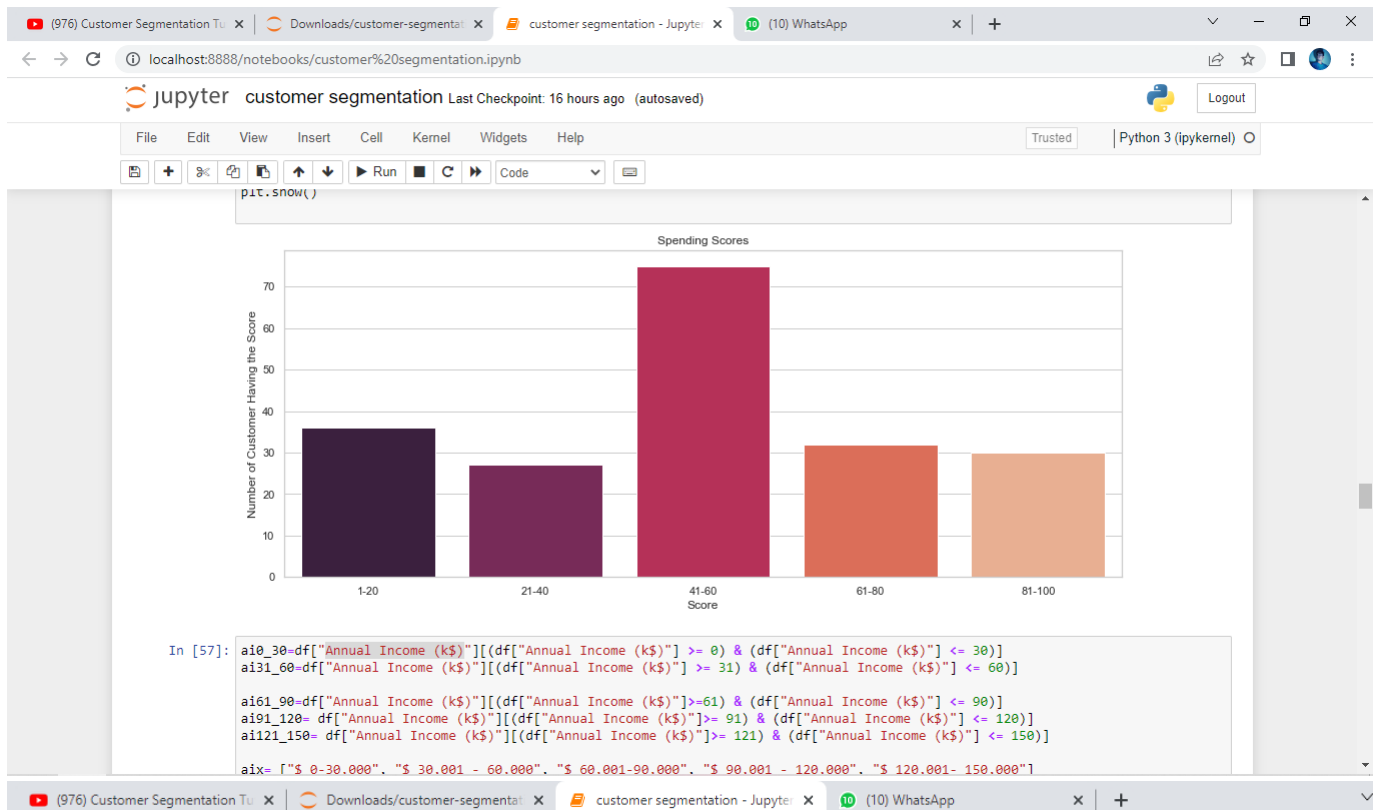 (976) Customer Segmentation Tu
Downloads/customer-segmentat
customer segmentation - Jupyter
(10) WhatsApp
localhost:8888/notebooks/customer%20segmentation.ipynb
jupyter customer segmentation Last Checkpoint: 16 hours ago (autosaved)
Logout
File Edit View Insert Cell Kernel Widgets Help
Trusted
Python 3 (ipykernel)
Run
Code
plt.show()
Spending Scores
Number of Customer Having the Score
70
60
50
40
30
20
10
0
1-20 21-40 41-60 61-80 81-100
Score
In [57]: ai0_30=df["Annual Income (k$)"][(df["Annual Income (k$)"] >= 0) & (df["Annual Income (k$)"] <= 30)]
ai31_60=df["Annual Income (k$)"][(df["Annual Income (k$)"] >= 31) & (df["Annual Income (k$)"] <= 60)]
ai61_90=df["Annual Income (k$)"][(df["Annual Income (k$)"]>=61) & (df["Annual Income (k$)"] <= 90)]
ai91_120= df["Annual Income (k$)"][(df["Annual Income (k$)"]>= 91) & (df["Annual Income (k$)"] <= 120)]
ai121_150= df["Annual Income (k$)"][(df["Annual Income (k$)"]>= 121) & (df["Annual Income (k$)"] <= 150)]
aix= ["$ 0-30.000", "$ 30.001 - 60.000", "$ 60.001-90.000", "$ 90.001 - 120.000", "$ 120.001- 150.000"]
(976) Customer Segmentation Tu
Downloads/customer-segmentat
customer segmentation - Jupyter
(10) WhatsApp